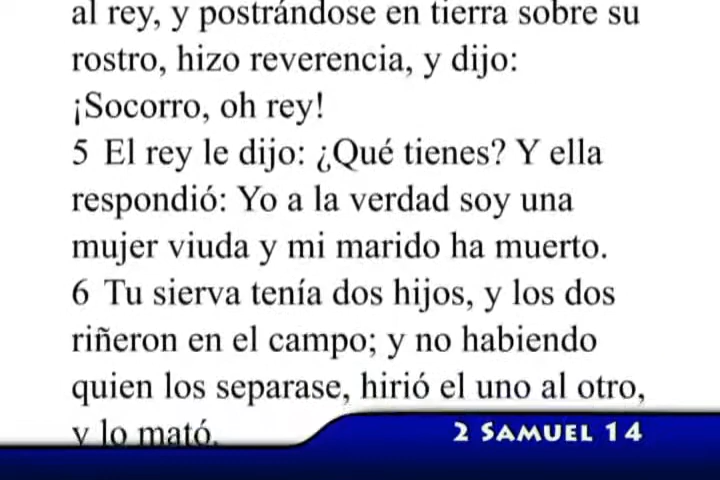 al rey, y postrándose en tierra sobre su
rostro, hizo reverencia, y dijo:
¡Socorro, oh rey!
5 El rey le dijo: ¿Qué tienes? Y ella
respondió: Yo a la verdad soy una
mujer viuda y mi marido ha muerto.
6 Tu sierva tenía dos hijos, y los dos
riñeron en el campo; y no habiendo
quien los separase, hirió el uno al otro,
y lo mató.
2 SAMUEL 14